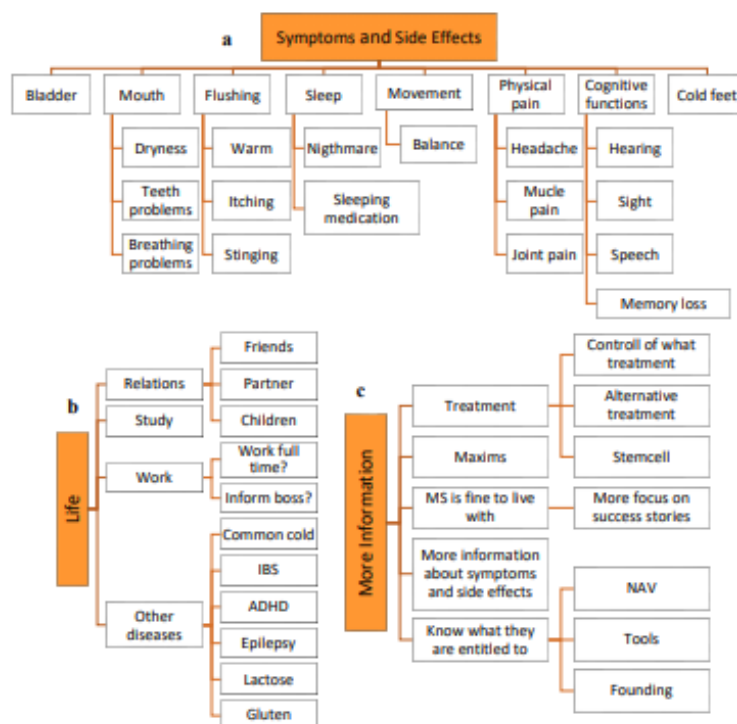 a
Symptoms and Side Effects
Bladder
Mouth
Flushing
Sleep
Movement
Physical
pain
Cognitive
functions
Cold feet
Dryness
Warm
Nigthmare
Balance
Headache
Hearing
Teeth
problems
Itching
Sleeping
medication
Mucle
pain
Sight
Breathing
problems
Stinging
Joint pain
Speech
Memory loss
b
Life
Relations
Friends
Partner
Children
Study
Work
Work full
time?
Inform boss?
Other
diseases
Common cold
IBS
ADHD
Epilepsy
Lactose
Gluten
c
More Information
Treatment
Controll of what
treatment
Alternative
treatment
Stemcell
Maxims
MS is fine to live
with
More focus on
success stories
More information
about symptoms
and side effects
Know what they
are entitled to
NAV
Tools
Founding